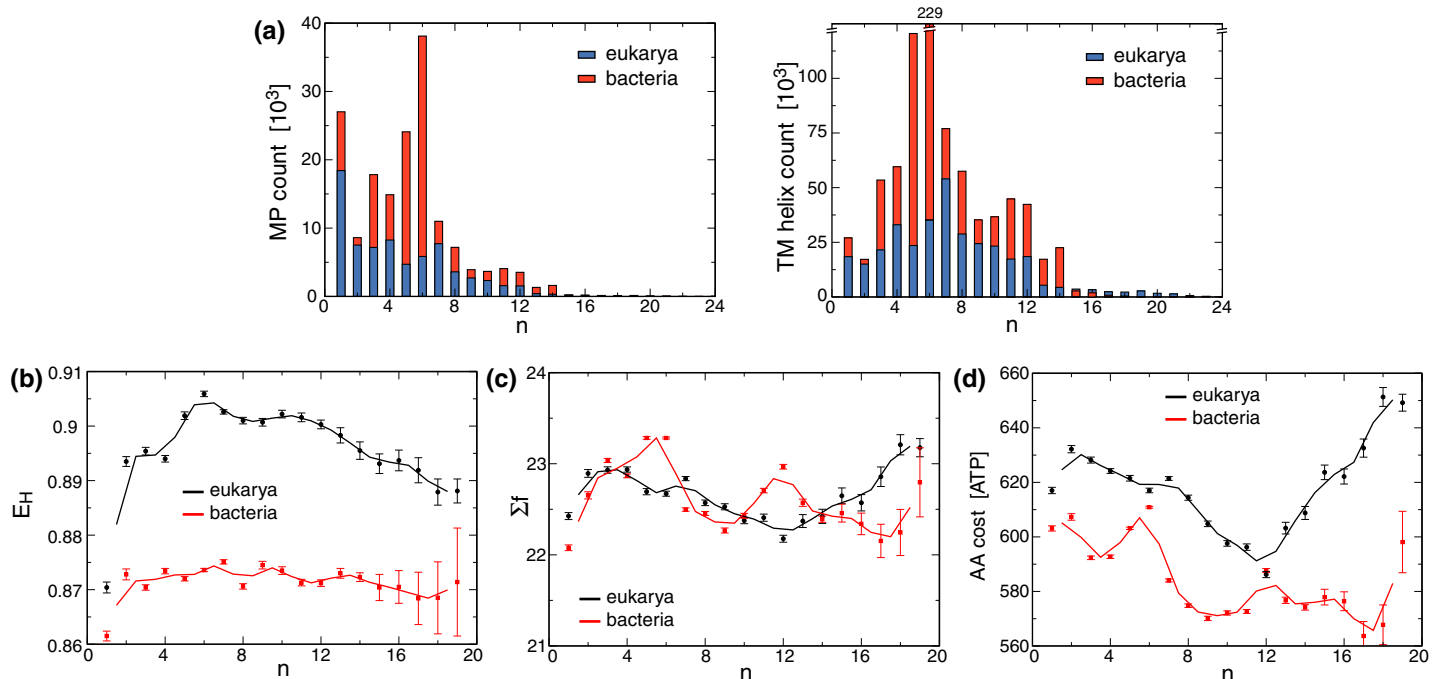 (a)
MP count [10³]
40
30
20
10
0
0 4 8 12 16 20 24
n
eukarya
bacteria
229
TM helix count [10³]
100
75
50
25
0
0 4 8 12 16 20 24
n
eukarya
bacteria
(b)
E_H
0.91
0.9
0.89
0.88
0.87
0.86
0 4 8 12 16 20
n
eukarya
bacteria
(c)
Σf
24
23
22
21
0 4 8 12 16 20
n
eukarya
bacteria
(d)
AA cost [ATP]
660
640
620
600
580
560
0 4 8 12 16 20
n
eukarya
bacteria